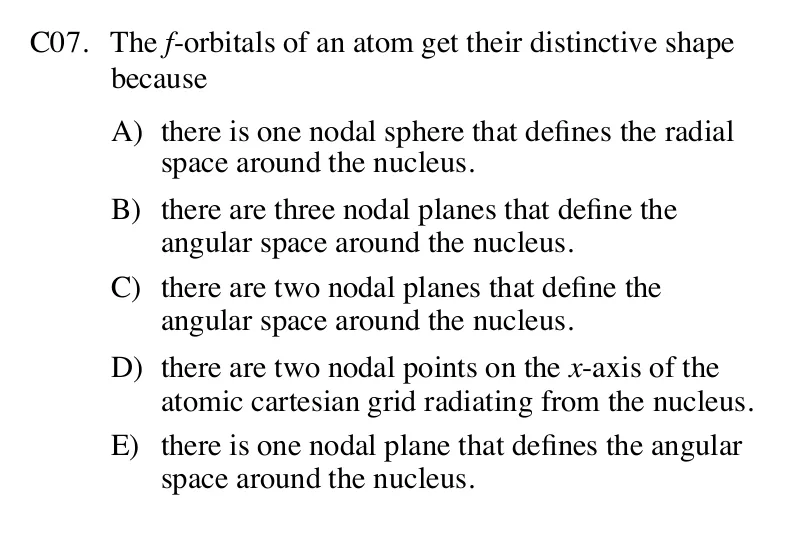 C07. The f-orbitals of an atom get their distinctive shape
because
A) there is one nodal sphere that defines the radial
space around the nucleus.
B) there are three nodal planes that define the
angular space around the nucleus.
C) there are two nodal planes that define the
angular space around the nucleus.
D) there are two nodal points on the x-axis of the
atomic cartesian grid radiating from the nucleus.
E) there is one nodal plane that defines the angular
space around the nucleus.